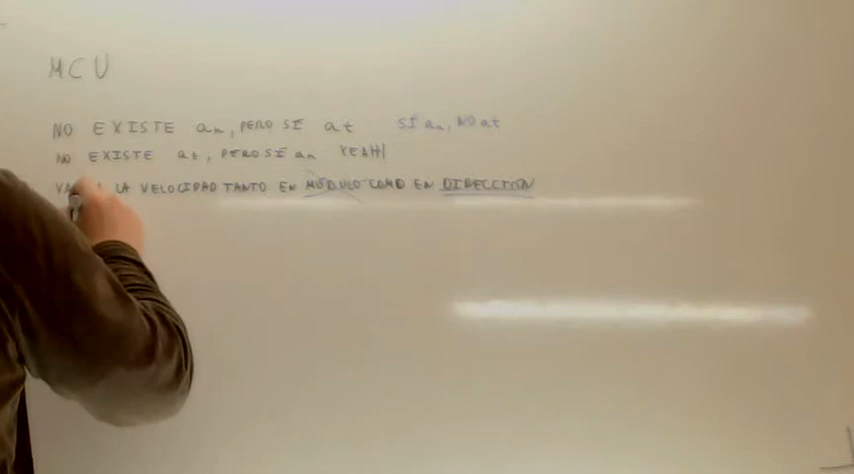 MCU
NO EXISTE an, PERO SÍ at SÍ an, NO at
NO EXISTE at, PERO SÍ an YEAH
LA VELOCIDAD TANTO EN MÓDULO COMO EN DIRECCIÓN